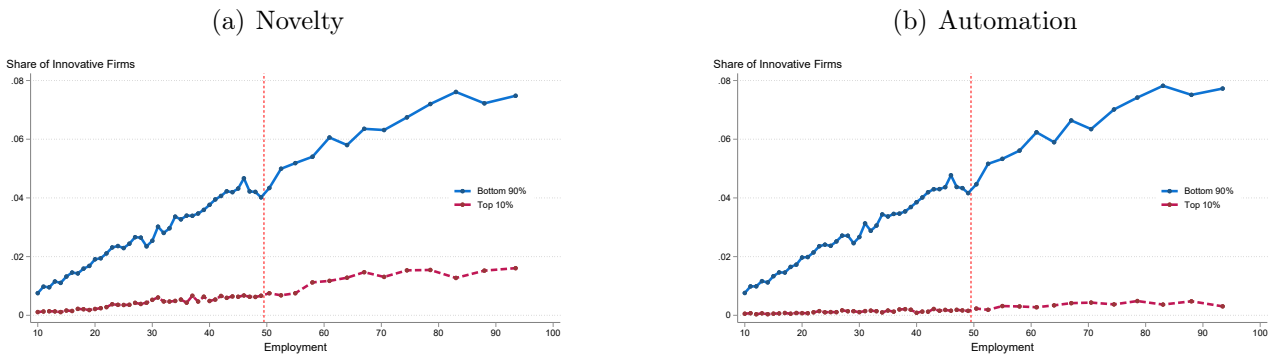 (a) Novelty
Share of Innovative Firms
.08
.06
.04
.02
0
Bottom 90%
Top 10%
10 20 30 40 50 60 70 80 90 100
Employment
(b) Automation
Share of Innovative Firms
.08
.06
.04
.02
0
Bottom 90%
Top 10%
10 20 30 40 50 60 70 80 90 100
Employment